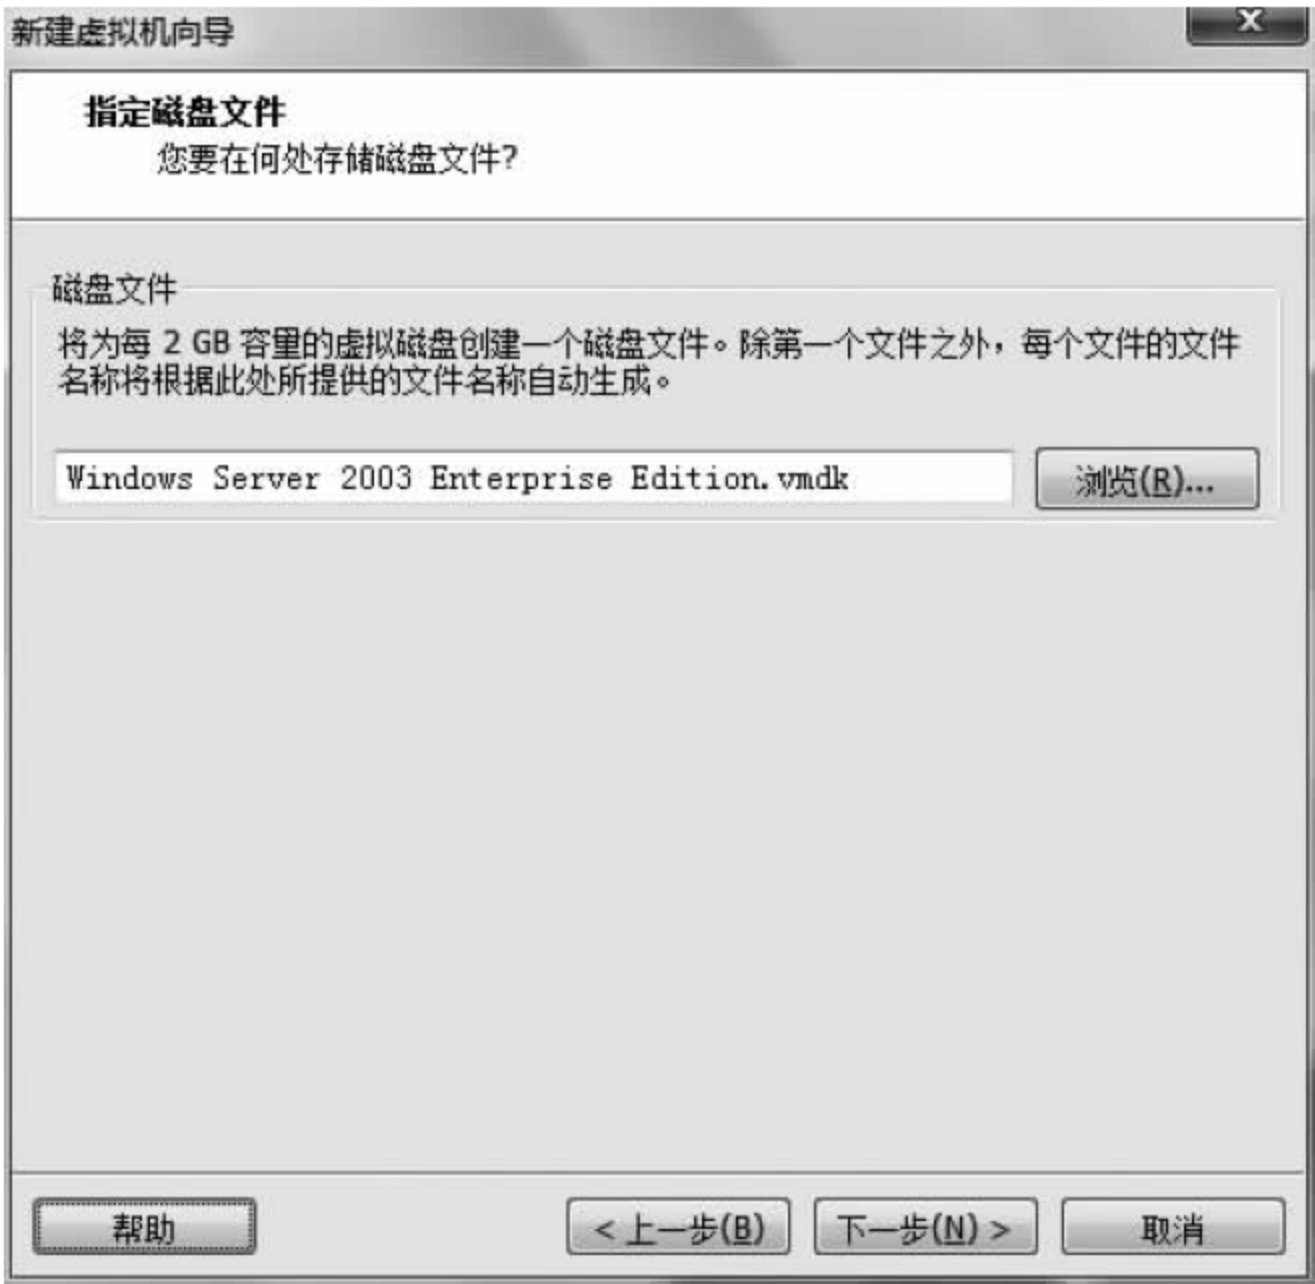 新建虚拟机向导
指定磁盘文件
您要在何处存储磁盘文件?
磁盘文件
将为每 2 GB 容量的虚拟磁盘创建一个磁盘文件。除第一个文件之外，每个文件的文件
名称将根据此处所提供的文件名称自动生成。
Windows Server 2003 Enterprise Edition.vmdk
浏览(R)...
帮助
< 上一步(B)
下一步(N) >
取消